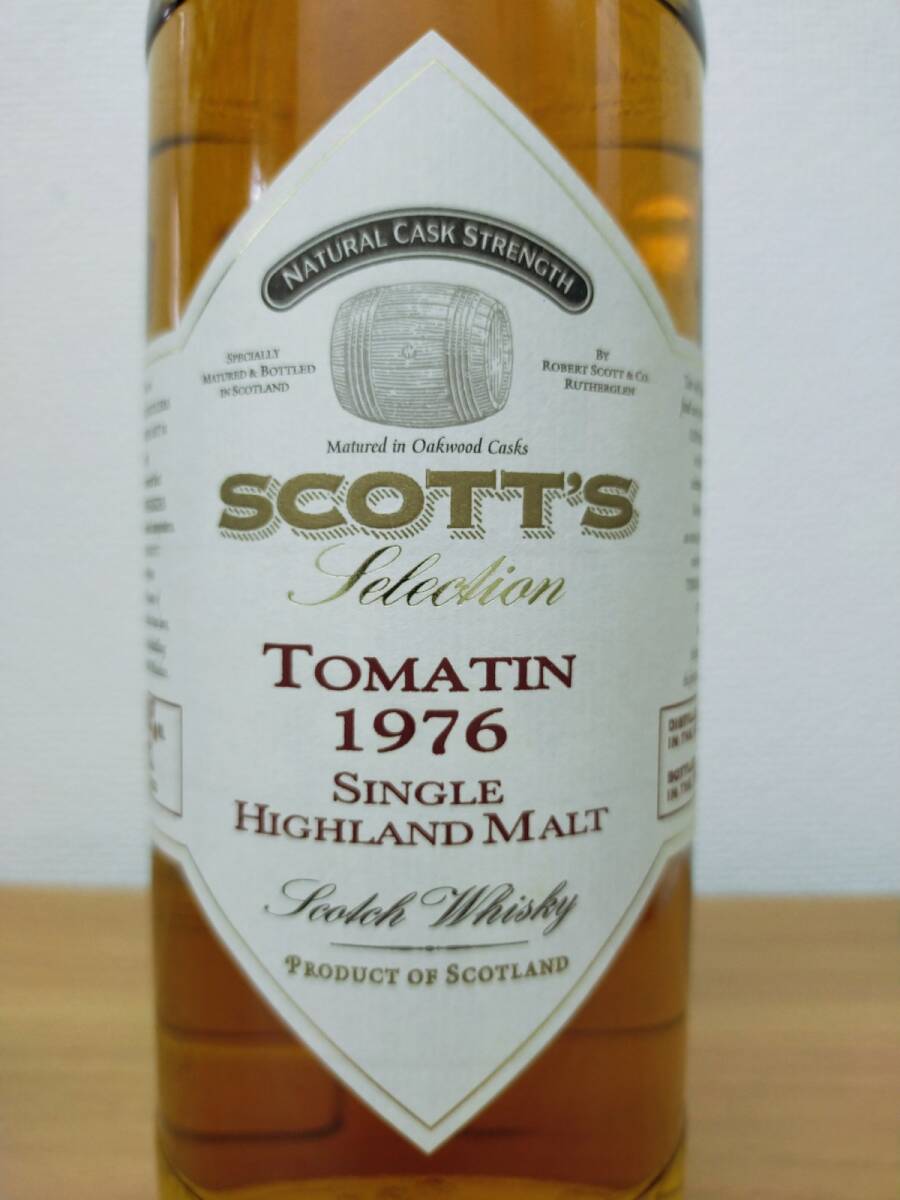 NATURAL CASK STRENGTH
SPECIALLY
MATURED & BOTTLED
IN SCOTLAND
BY
ROBERT SCOTT & CO.
RUTHERGLEN
Matured in Oakwood Casks
SCOTT'S
Selection
TOMATIN
1976
SINGLE
HIGHLAND MALT
Scotch Whisky
PRODUCT OF SCOTLAND